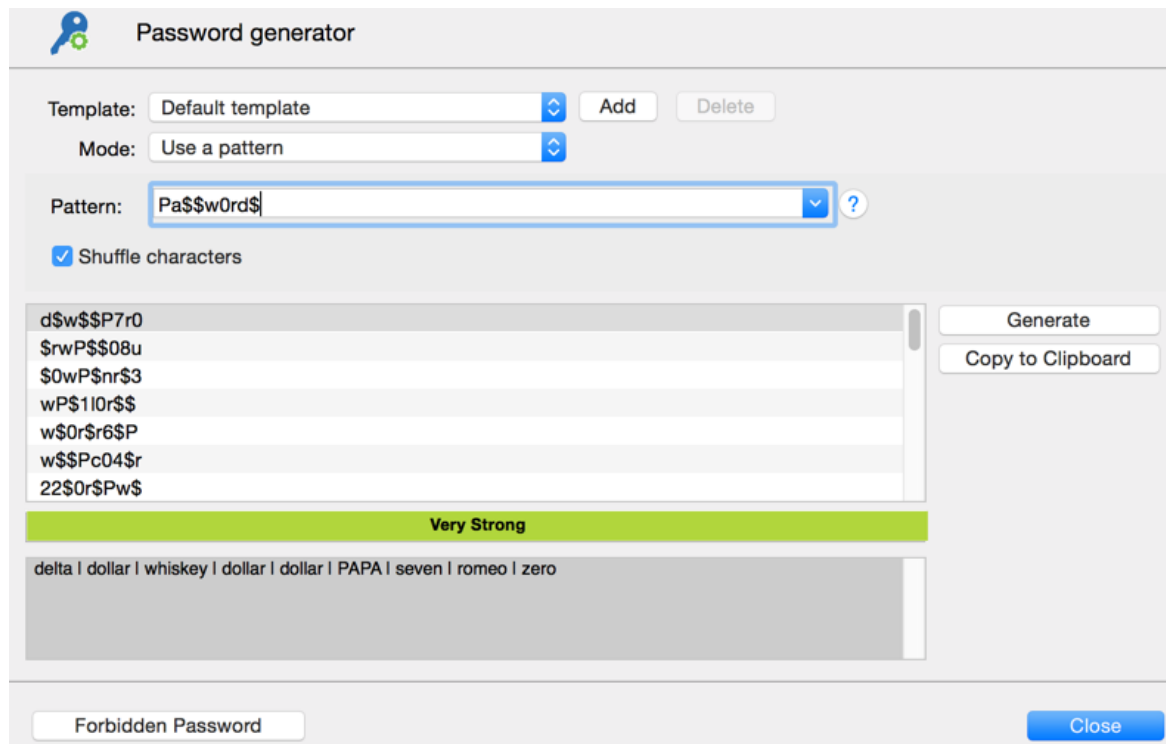 Password generator
Template: Default template Add Delete
Mode: Use a pattern
Pattern: Pa$$w0rd$ ?
Shuffle characters
d$w$$P7r0
$rwP$$08u
$0wP$nr$3
wP$1l0r$$
w$0r$r6$P
w$$Pc04$r
22$0r$Pw$
Generate
Copy to Clipboard
Very Strong
delta | dollar | whiskey | dollar | dollar | PAPA | seven | romeo | zero
Forbidden Password Close